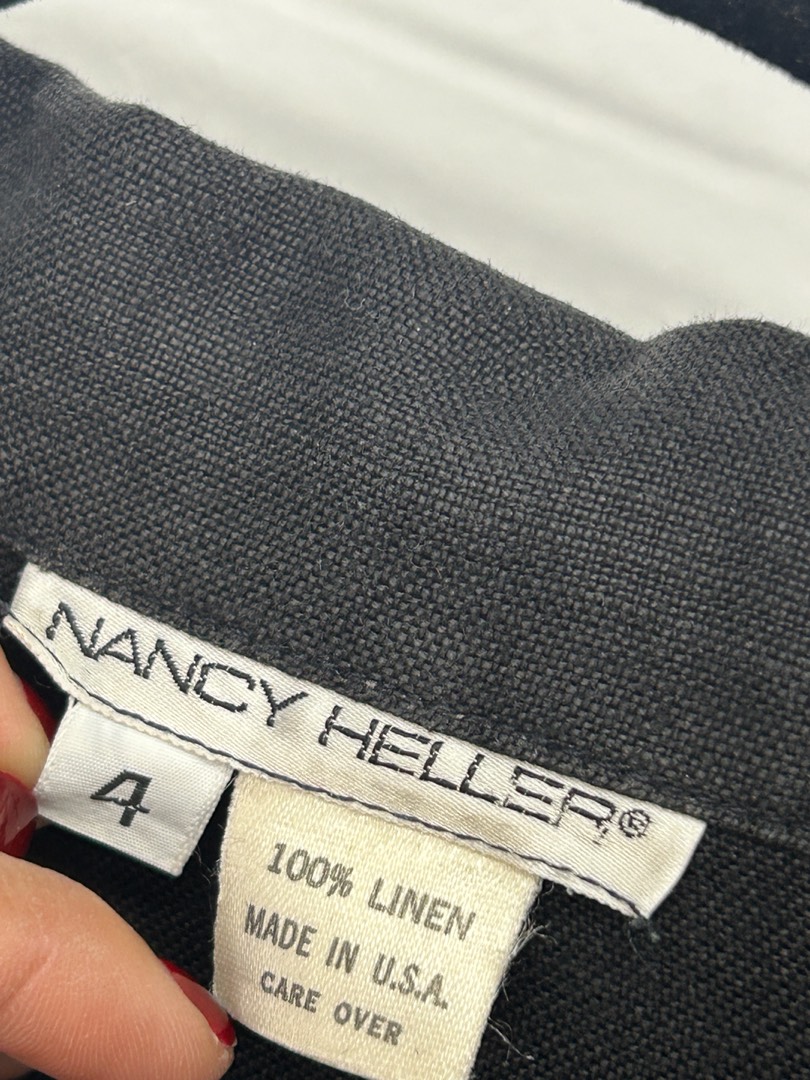 NANCY HELLER®
4
100% LINEN
MADE IN U.S.A.
CARE OVER